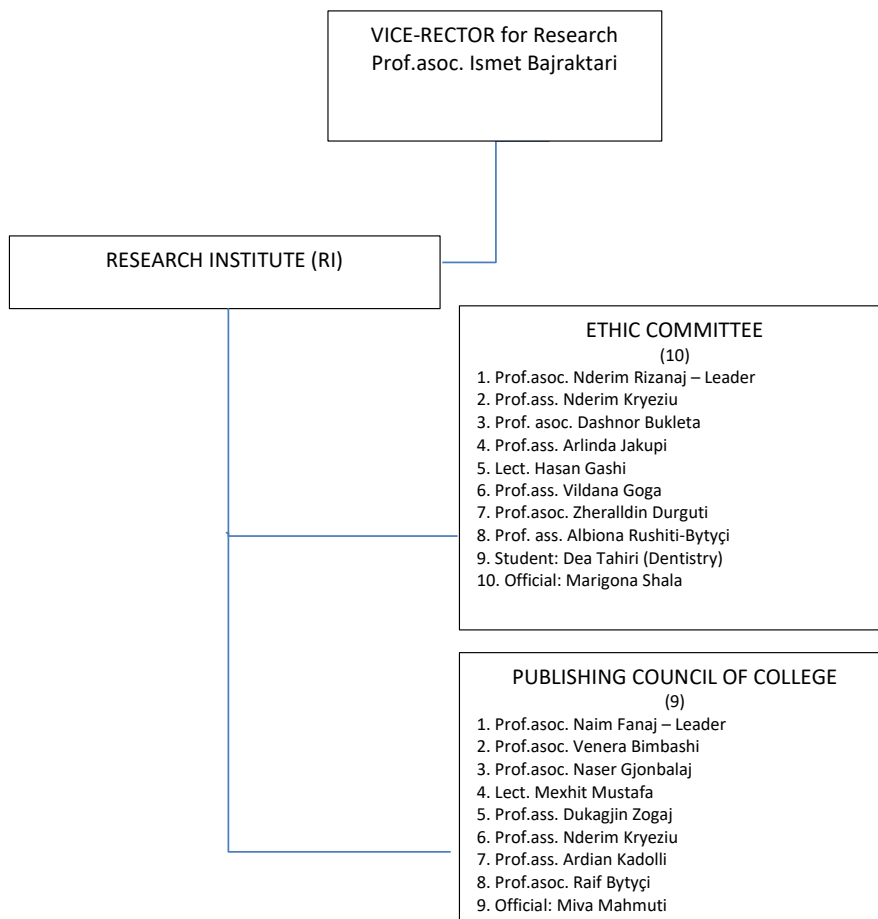 VICE-RECTOR for Research
Prof.asoc. Ismet Bajraktari
RESEARCH INSTITUTE (RI)
ETHIC COMMITTEE
(10)
1. Prof.asoc. Nderim Rizanaj – Leader
2. Prof.ass. Nderim Kryeziu
3. Prof. asoc. Dashnor Bukleta
4. Prof.ass. Arlinda Jakupi
5. Lect. Hasan Gashi
6. Prof.ass. Vildana Goga
7. Prof.asoc. Zheralldin Durguti
8. Prof. ass. Albiona Rushiti-Bytyçi
9. Student: Dea Tahiri (Dentistry)
10. Official: Marigona Shala
PUBLISHING COUNCIL OF COLLEGE
(9)
1. Prof.asoc. Naim Fanaj – Leader
2. Prof.asoc. Venera Bimbashi
3. Prof.asoc. Naser Gjonbalaj
4. Lect. Mexhit Mustafa
5. Prof.ass. Dukagjin Zogaj
6. Prof.ass. Nderim Kryeziu
7. Prof.ass. Ardian Kadolli
8. Prof.asoc. Raif Bytyçi
9. Official: Miva Mahmuti